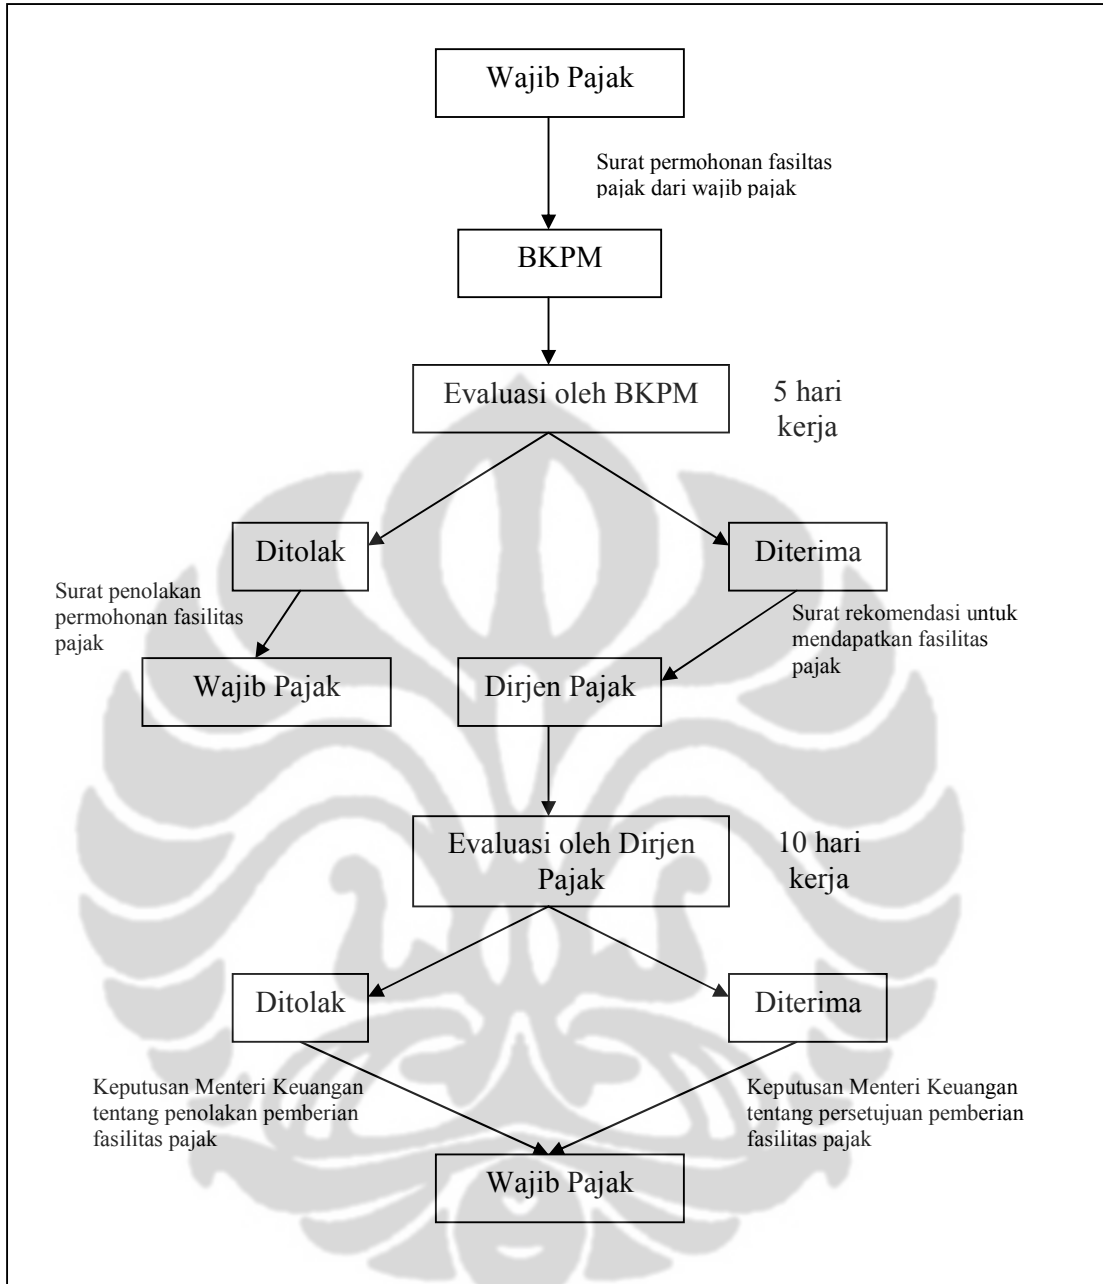 Wajib Pajak
Surat permohonan fasiltas
pajak dari wajib pajak
BKPM
Evaluasi oleh BKPM
5 hari
kerja
Ditolak
Diterima
Surat penolakan
permohonan fasilitas
pajak
Surat rekomendasi untuk
mendapatkan fasilitas
pajak
Wajib Pajak
Dirjen Pajak
Evaluasi oleh Dirjen
Pajak
10 hari
kerja
Ditolak
Diterima
Keputusan Menteri Keuangan
tentang penolakan pemberian
fasilitas pajak
Keputusan Menteri Keuangan
tentang persetujuan pemberian
fasilitas pajak
Wajib Pajak